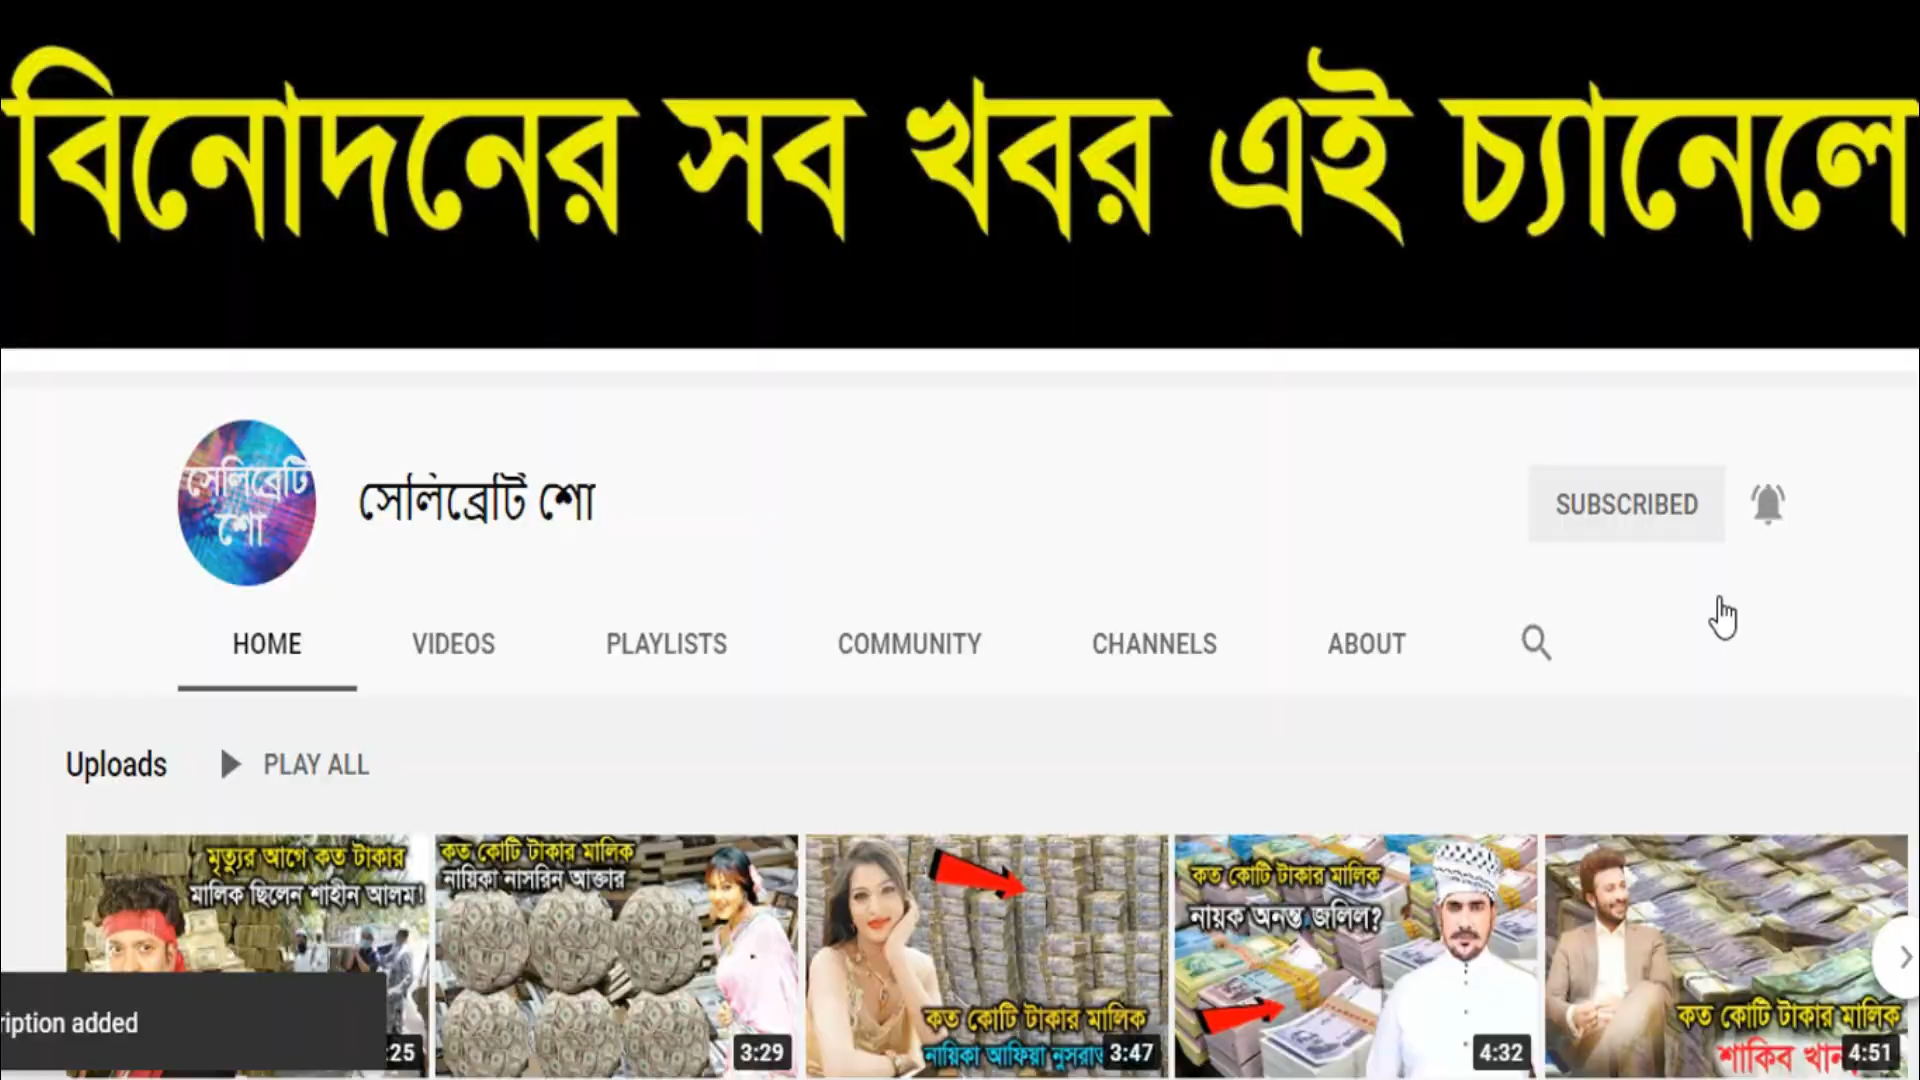 বিনোদনের সব খবর এই চ্যানেলে
সেলিব্রেটি
শো
সেলিব্রেটি শো
SUBSCRIBED
HOME VIDEOS PLAYLISTS COMMUNITY CHANNELS ABOUT
Uploads PLAY ALL
মৃত্যুর আগে কত টাকার
মালিক ছিলেন শাহীন আলম!
:25
কত কোটি টাকার মালিক
নায়িকা নাসরিন আক্তার
3:29
কত কোটি টাকার মালিক
নায়িকা আফিয়া
3:47
কত কোটি টাকার মালিক
নায়ক অনন্ত জলিল?
4:32
কত কোটি টাকার মালিক
শাকিব খান
4:51
ription added